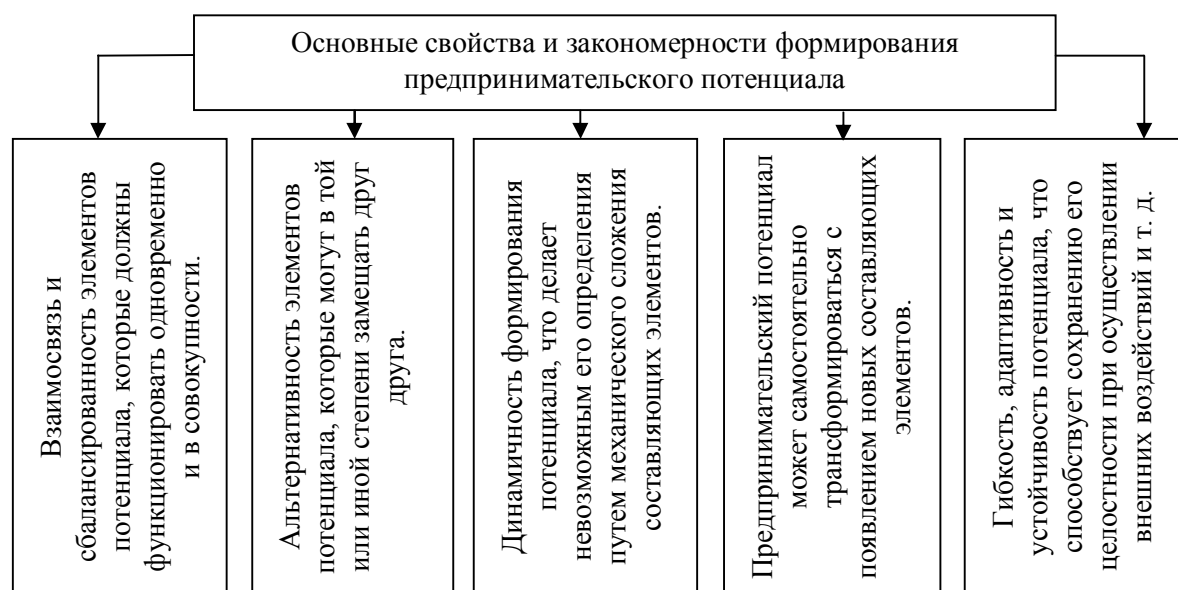 Основные свойства и закономерности формирования
предпринимательского потенциала
Взаимосвязь и
сбалансированность элементов
потенциала, которые должны
функционировать одновременно
и в совокупности.
Альтернативность элементов
потенциала, которые могут в той
или иной степени замещать друг
друга.
Динамичность формирования
потенциала, что делает
невозможным его определения
путем механического сложения
составляющих элементов.
Предпринимательский потенциал
может самостоятельно
трансформироваться с
появлением новых составляющих
элементов.
Гибкость, адаптивность и
устойчивость потенциала, что
способствует сохранению его
целостности при осуществлении
внешних воздействий и т. д.